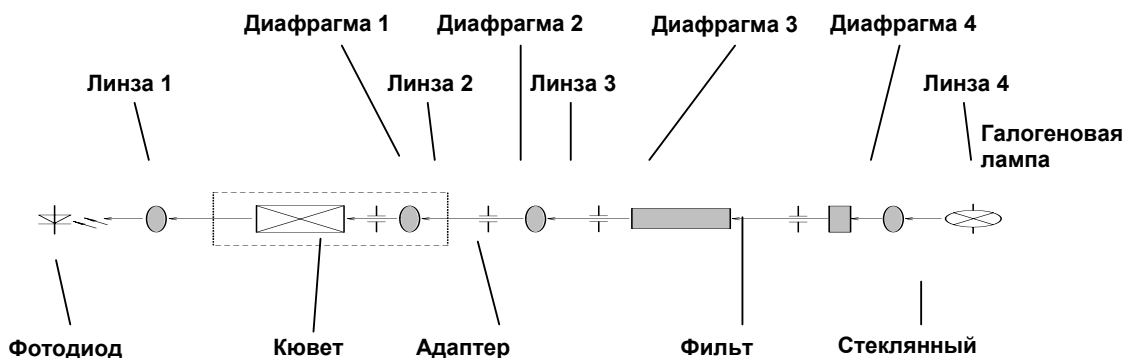 Диафрагма 1 Диафрагма 2 Диафрагма 3 Диафрагма 4
Линза 1 Линза 2 Линза 3 Линза 4
Галогеновая
лампа
Фотодиод Кювет Адаптер Фильт Стеклянный